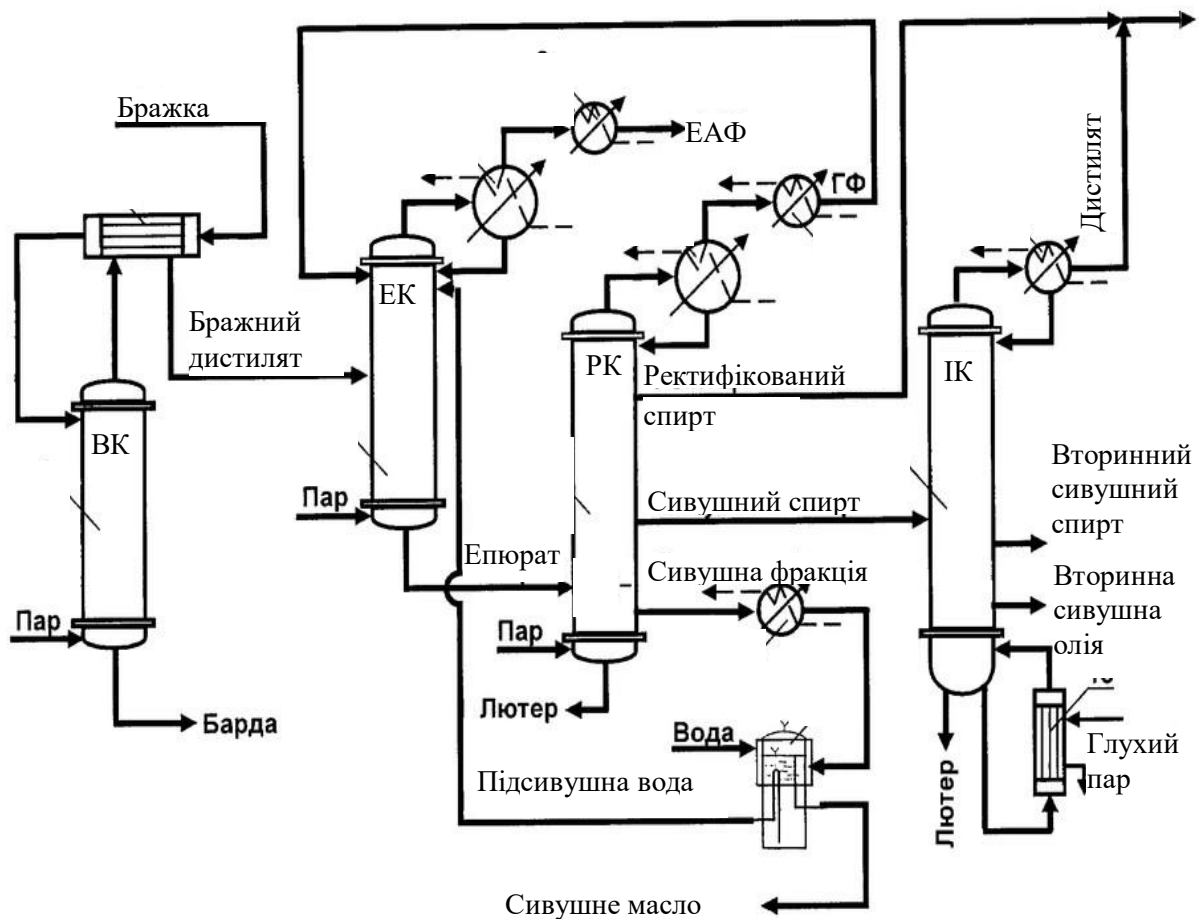 Бражка
ЕАФ
ГФ
Дистилят
ЕК
Бражний
дистилят
РК
Ректифікований
спирт
ІК
ВК
Вторинний
сивушний
спирт
Пар
Сивушний спирт
Епюрат
Сивушна фракція
Вторинна
сивушна
олія
Пар
Пар
Лютер
Барда
Вода
Глухий
пар
Підсивушна вода
Лютер
Сивушне масло